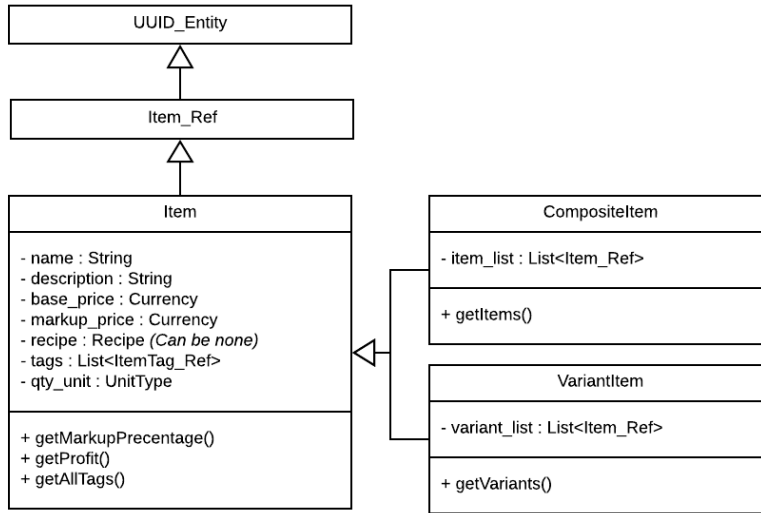 UUID_Entity
Item_Ref
Item
- name : String
- description : String
- base_price : Currency
- markup_price : Currency
- recipe : Recipe (Can be none)
- tags : List<ItemTag_Ref>
- qty_unit : UnitType
+ getMarkupPrecentage()
+ getProfit()
+ getAllTags()
CompositeItem
- item_list : List<Item_Ref>
+ getItems()
VariantItem
- variant_list : List<Item_Ref>
+ getVariants()